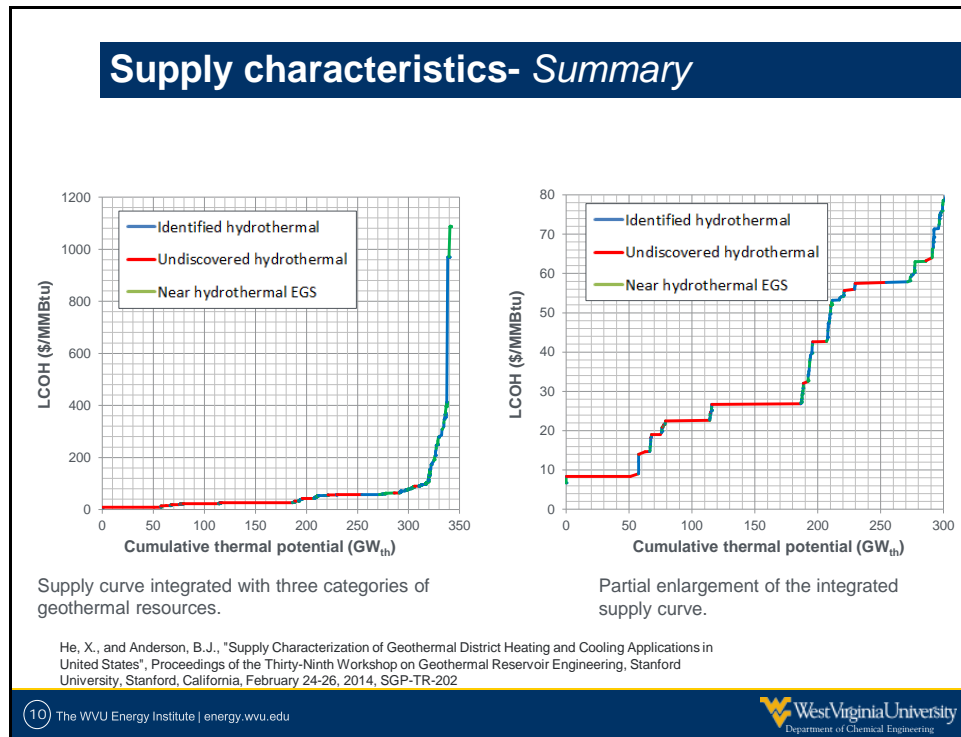 Supply characteristics- Summary
1200
1000
800
600
400
200
0
LCOH ($/MMBtu)
Identified hydrothermal
Undiscovered hydrothermal
Near hydrothermal EGS
0 50 100 150 200 250 300 350
Cumulative thermal potential (GWth)
80
70
60
50
40
30
20
10
0
LCOH ($/MMBtu)
Identified hydrothermal
Undiscovered hydrothermal
Near hydrothermal EGS
0 50 100 150 200 250 300
Cumulative thermal potential (GWth)
Supply curve integrated with three categories of
geothermal resources.
Partial enlargement of the integrated
supply curve.
He, X., and Anderson, B.J., "Supply Characterization of Geothermal District Heating and Cooling Applications in
United States", Proceedings of the Thirty-Ninth Workshop on Geothermal Reservoir Engineering, Stanford
University, Stanford, California, February 24-26, 2014, SGP-TR-202
10 The WVU Energy Institute | energy.wvu.edu
WestVirginiaUniversity
Department of Chemical Engineering